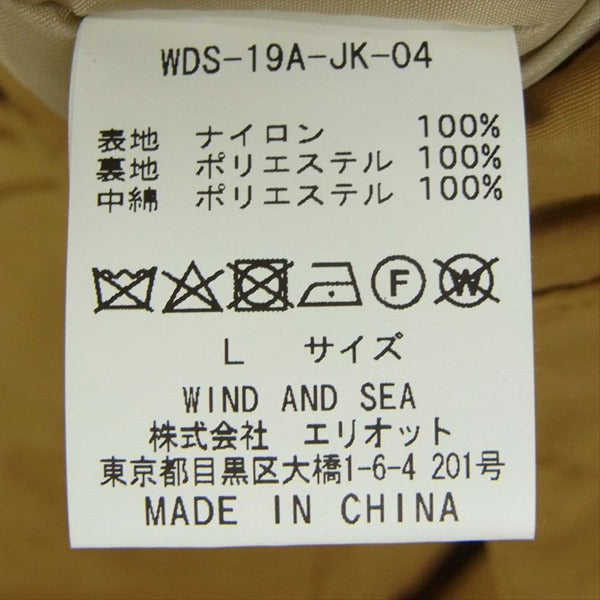 WDS-19A-JK-04
表地 ナイロン 100%
裏地 ポリエステル 100%
中綿 ポリエステル 100%
F W
L サイズ
WIND AND SEA
株式会社 エリオット
東京都目黒区大橋1-6-4 201号
MADE IN CHINA